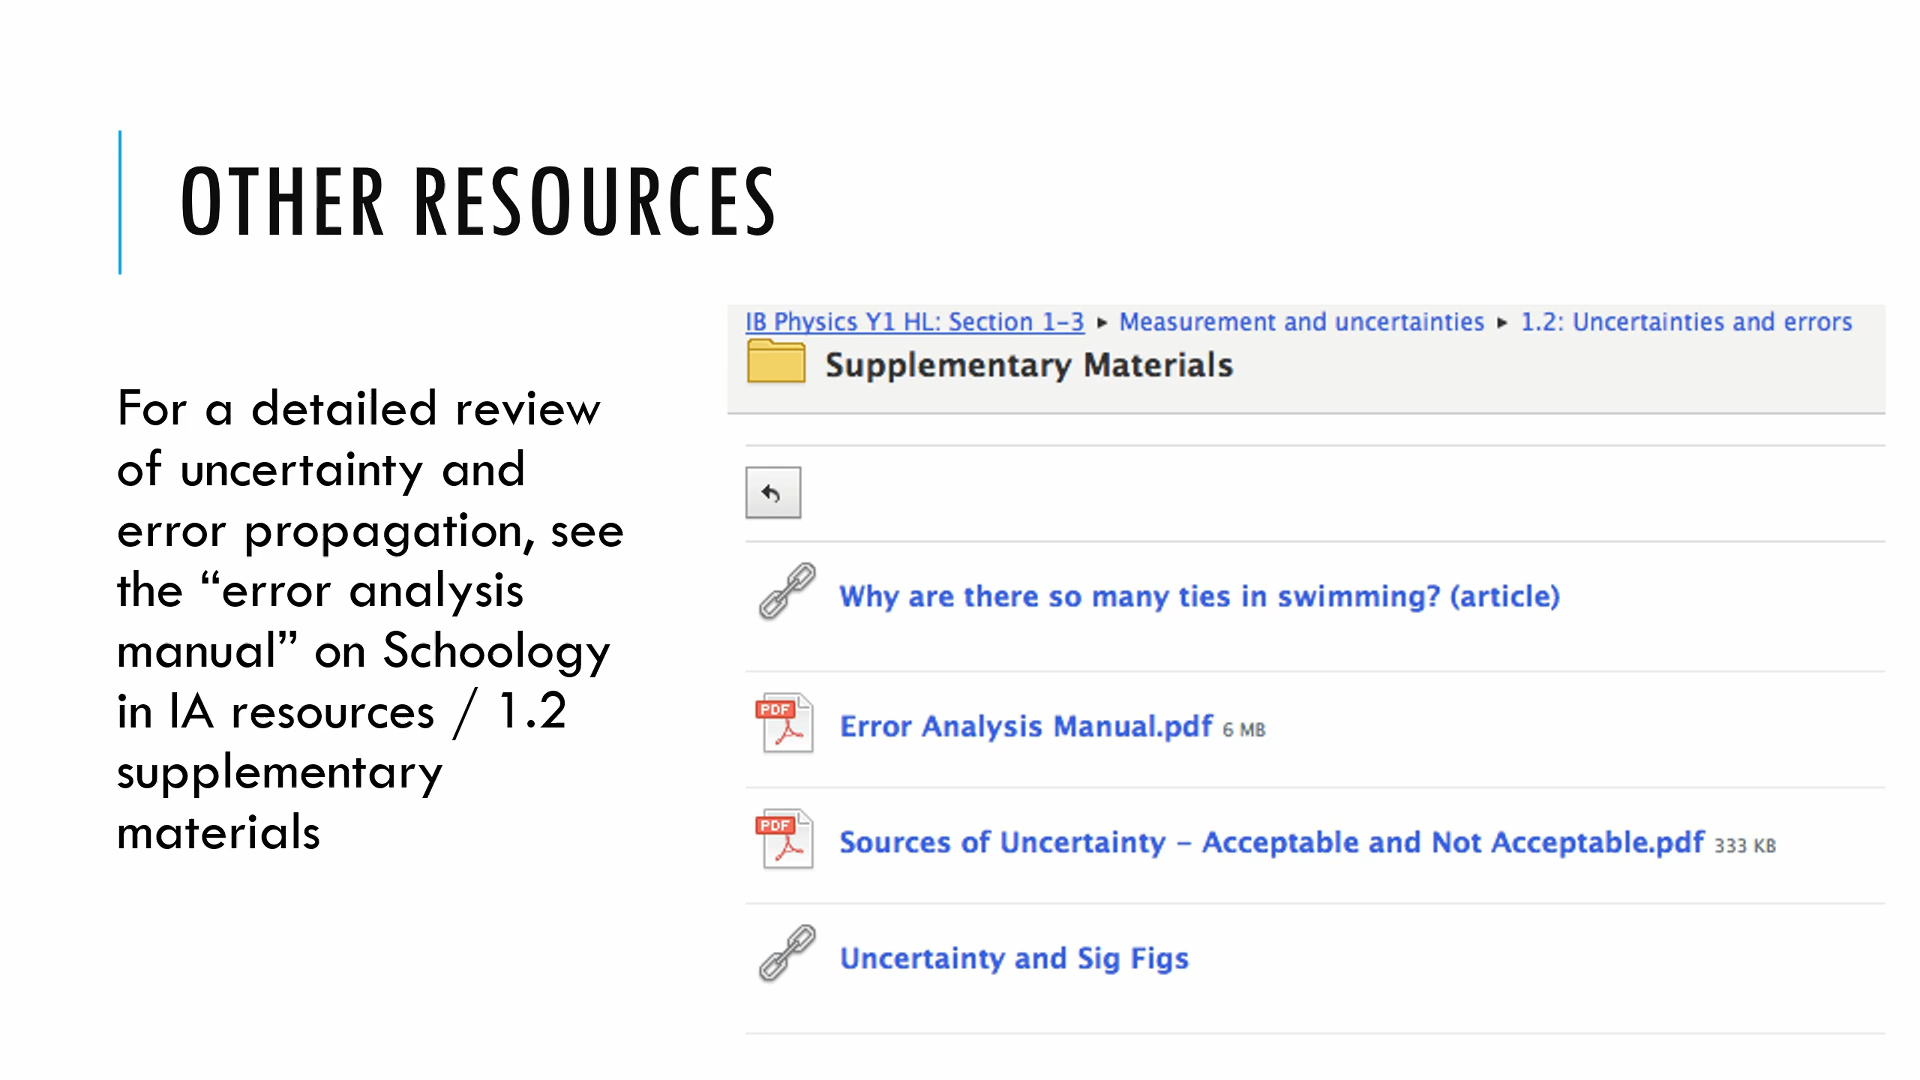 OTHER RESOURCES
For a detailed review
of uncertainty and
error propagation, see
the “error analysis
manual” on Schoology
in IA resources / 1.2
supplementary
materials
IB Physics Y1 HL: Section 1-3 ▸ Measurement and uncertainties ▸ 1.2: Uncertainties and errors
Supplementary Materials
Why are there so many ties in swimming? (article)
PDF Error Analysis Manual.pdf 6 MB
PDF Sources of Uncertainty – Acceptable and Not Acceptable.pdf 333 KB
Uncertainty and Sig Figs